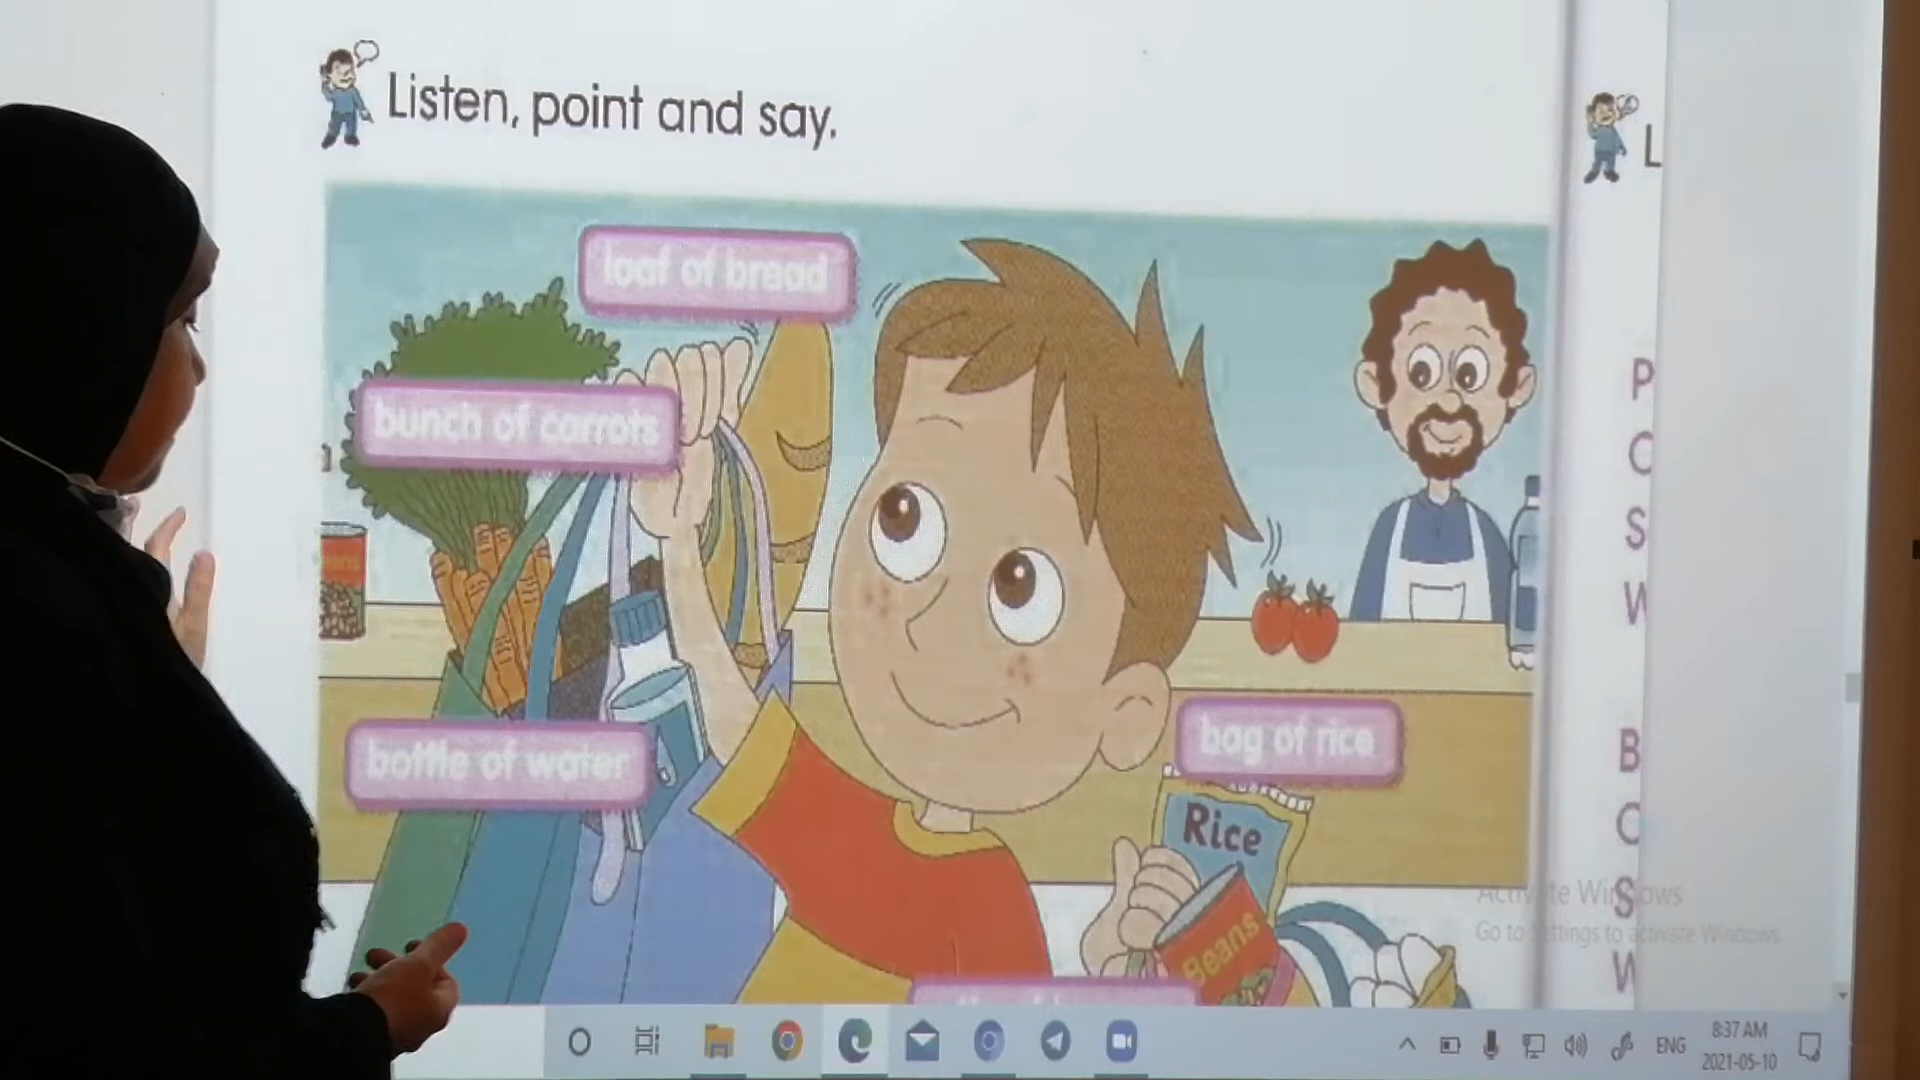 Listen, point and say.
L
loaf of bread
bunch of carrots
bottle of water
bag of rice
Rice
Beans
P
C
S
W
B
C
S
W
Activate Windows
Go to Settings to activate Windows
ENG
8:37 AM
2021-05-10